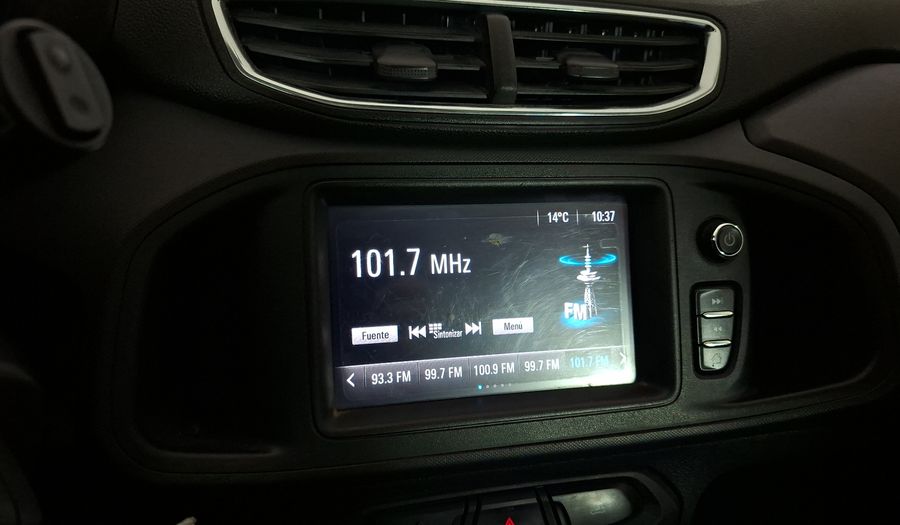 14°C 10:37
101.7 MHz
FM
Fuente Sintonizar Menú
93.3 FM 99.7 FM 100.9 FM 99.7 FM 101.7 FM